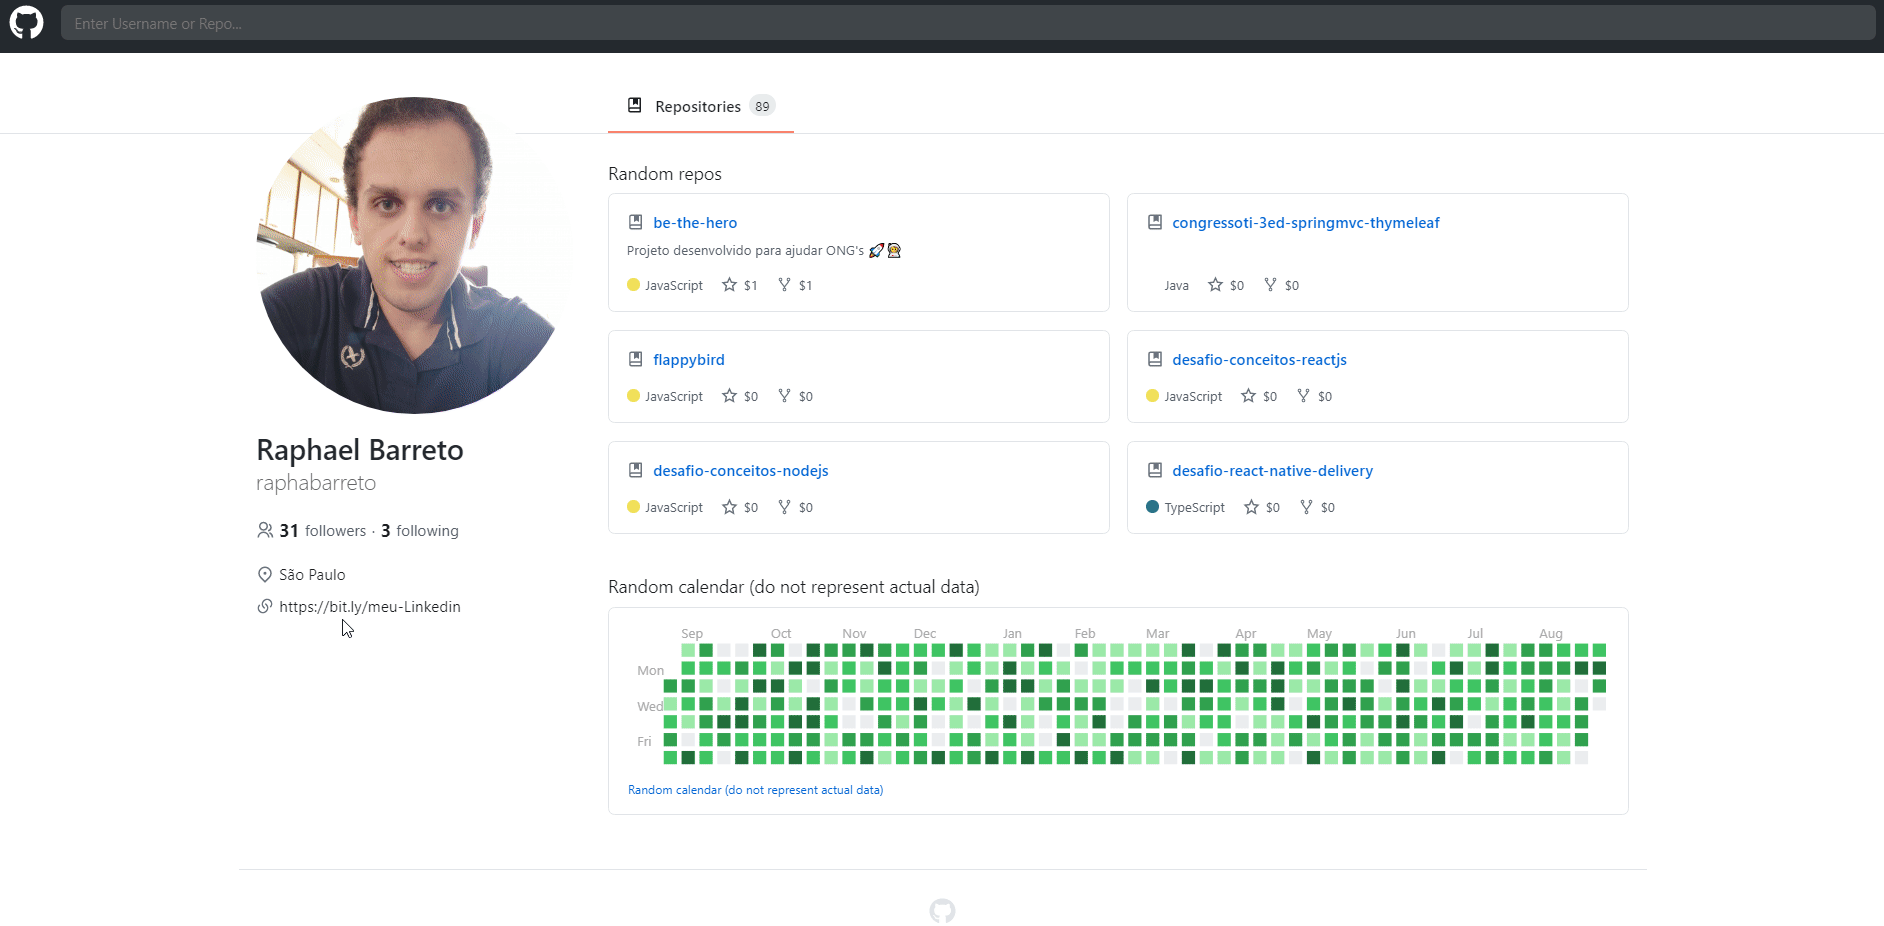 Enter Username or Repo...
Repositories 89
Random repos
be-the-hero
Projeto desenvolvido para ajudar ONG's 🚀👩‍🚀
JavaScript $1 $1
congressoti-3ed-springmvc-thymeleaf
Java $0 $0
flappybird
JavaScript $0 $0
desafio-conceitos-reactjs
JavaScript $0 $0
desafio-conceitos-nodejs
JavaScript $0 $0
desafio-react-native-delivery
TypeScript $0 $0
Raphael Barreto
raphabarreto
31 followers · 3 following
São Paulo
https://bit.ly/meu-Linkedin
Random calendar (do not represent actual data)
Sep Oct Nov Dec Jan Feb Mar Apr May Jun Jul Aug
Mon
Wed
Fri
Random calendar (do not represent actual data)